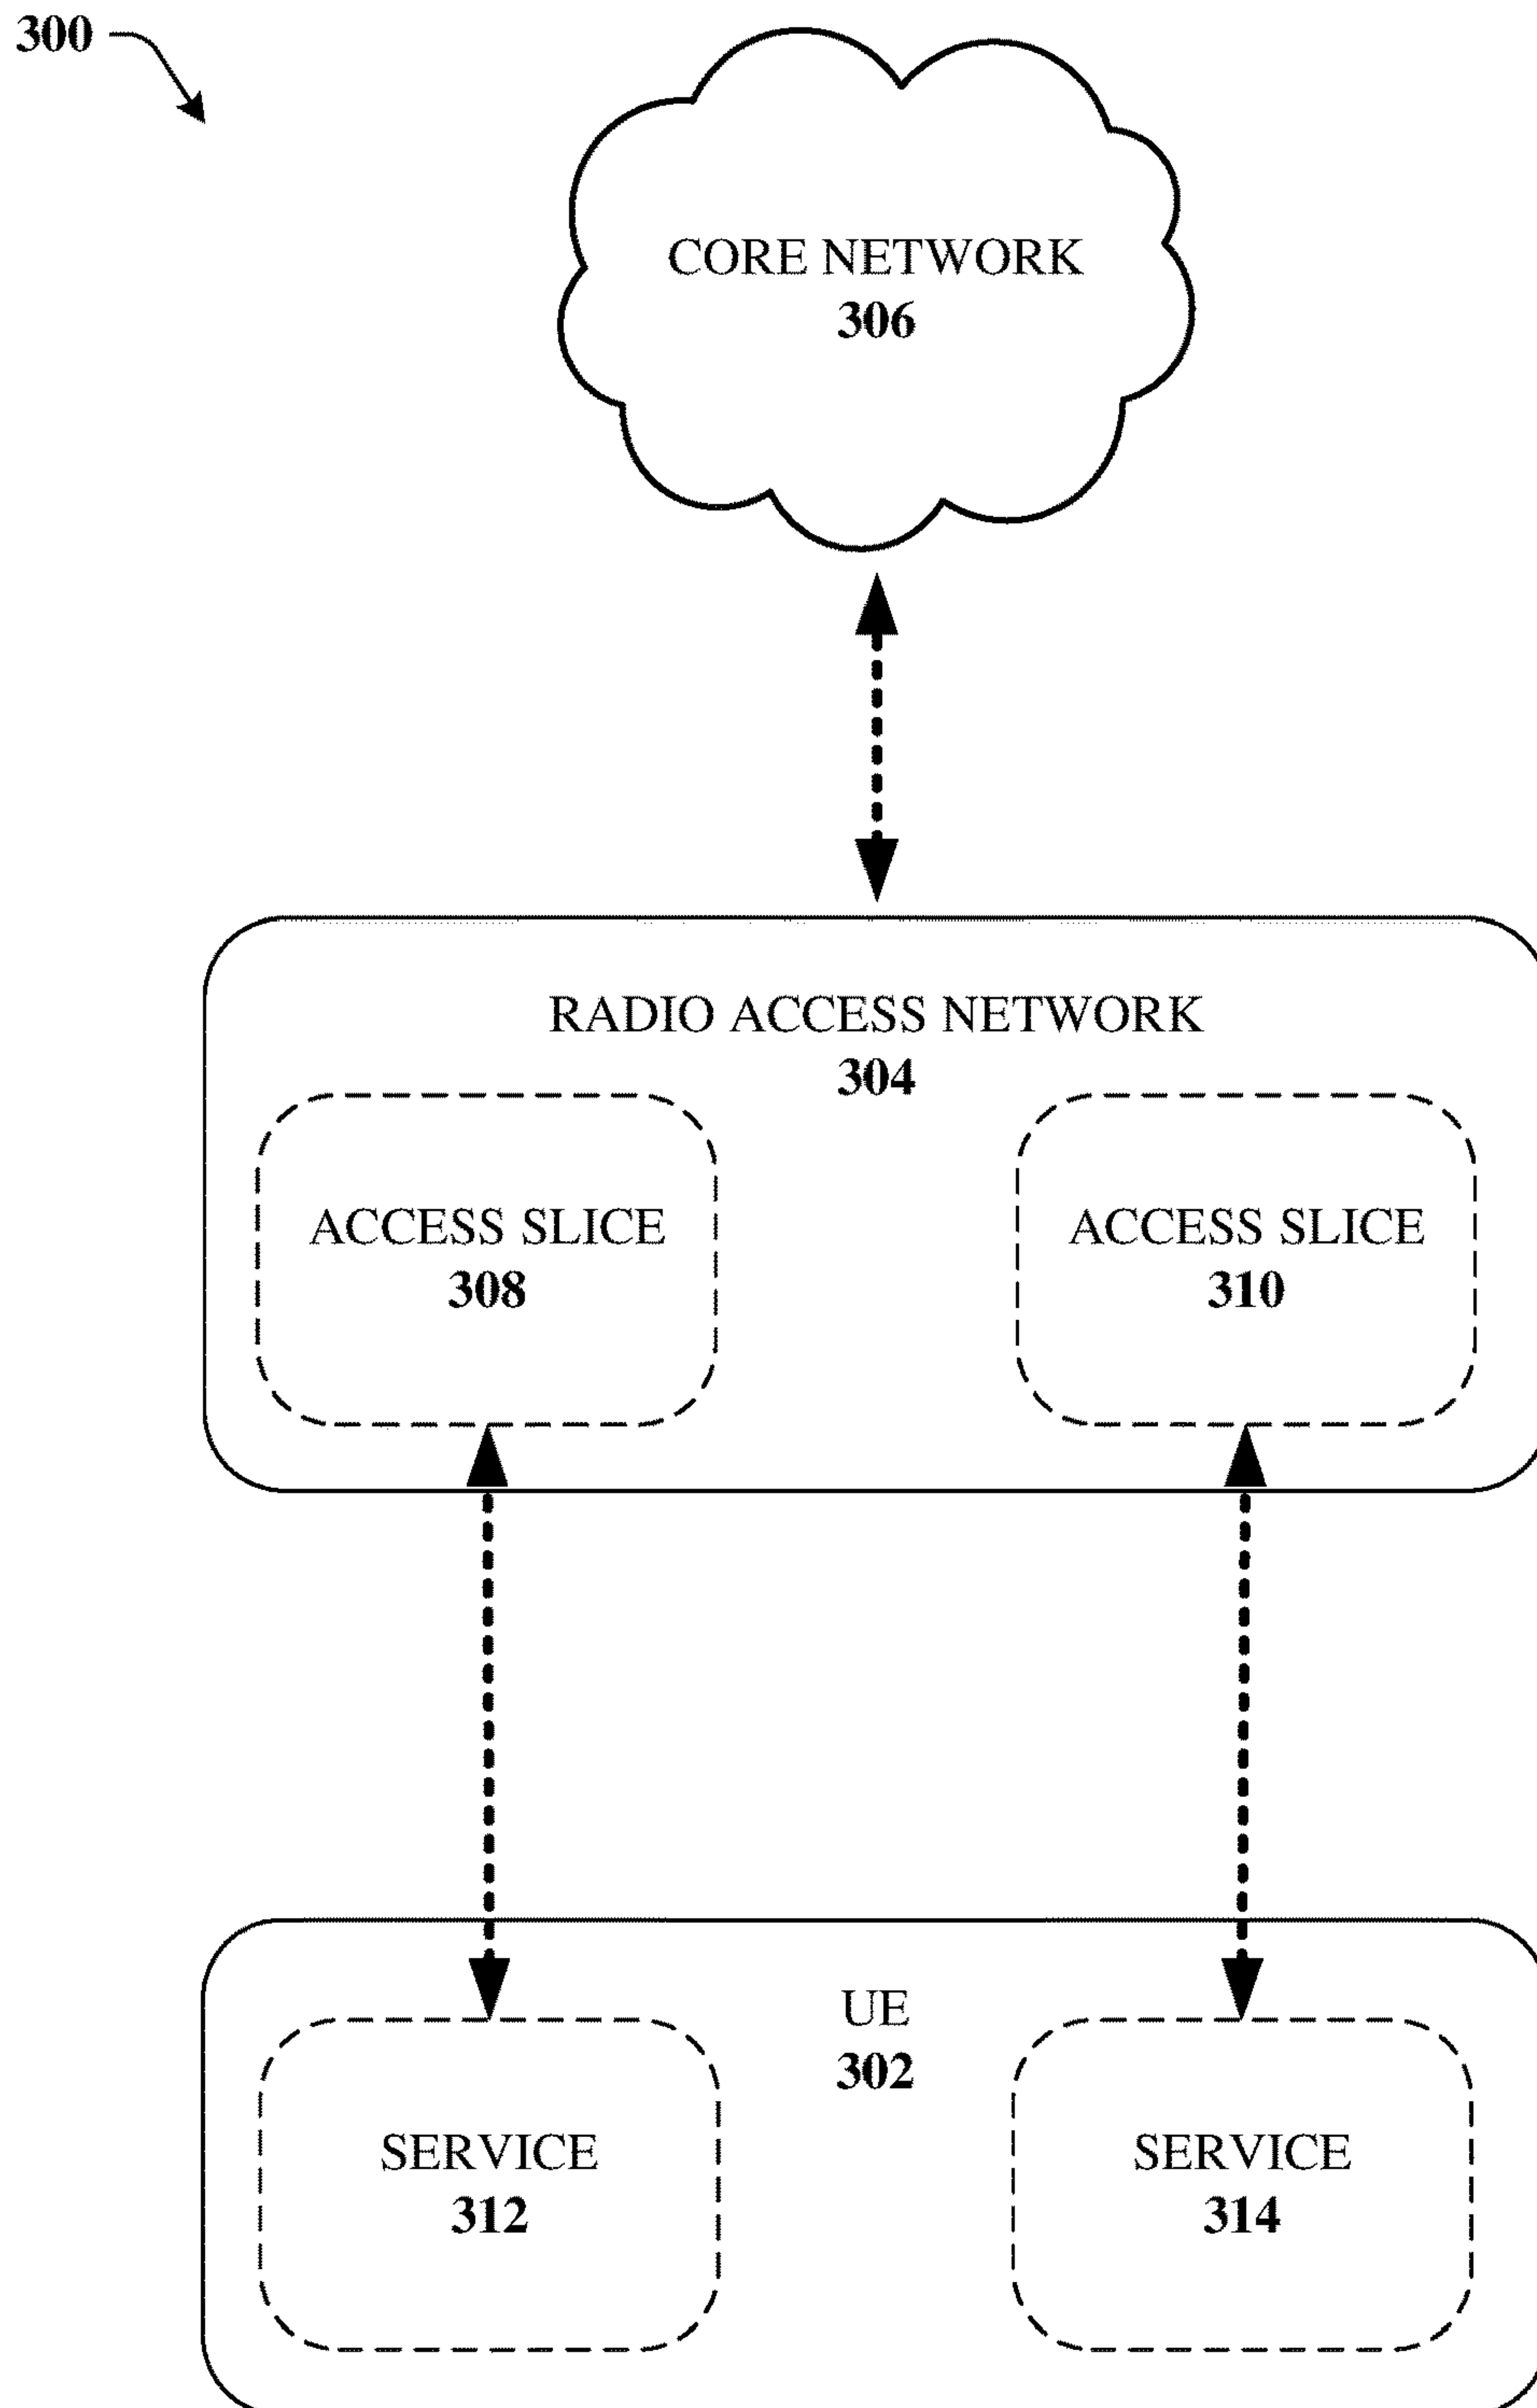 300
CORE NETWORK
306
RADIO ACCESS NETWORK
304
ACCESS SLICE
308
ACCESS SLICE
310
UE
302
SERVICE
312
SERVICE
314